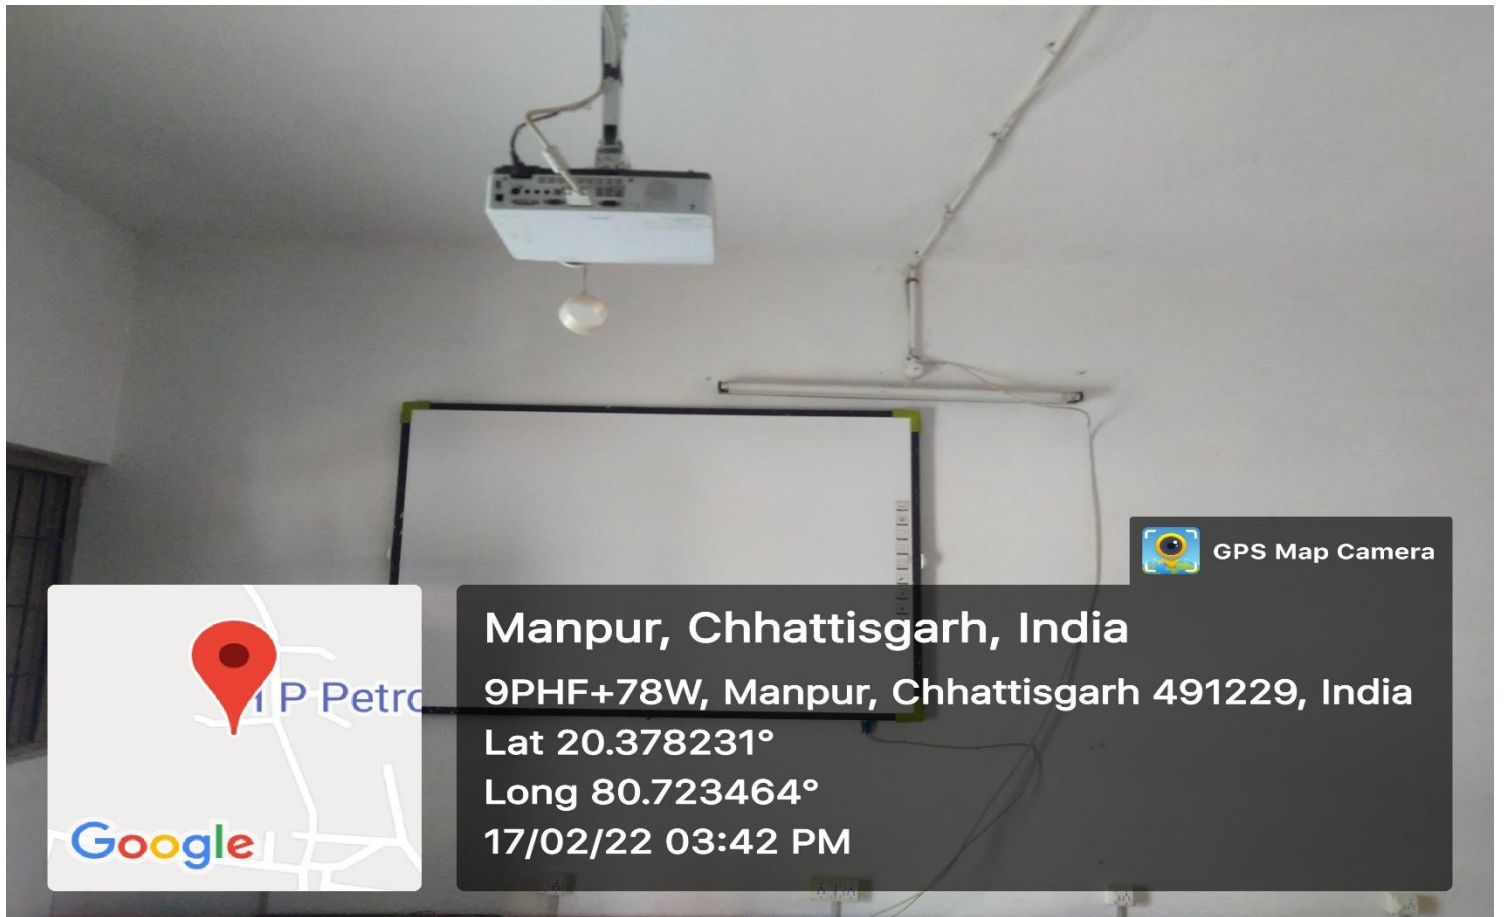 GPS Map Camera
Manpur, Chhattisgarh, India
9PHF+78W, Manpur, Chhattisgarh 491229, India
Lat 20.378231°
Long 80.723464°
17/02/22 03:42 PM
P Petro
Google